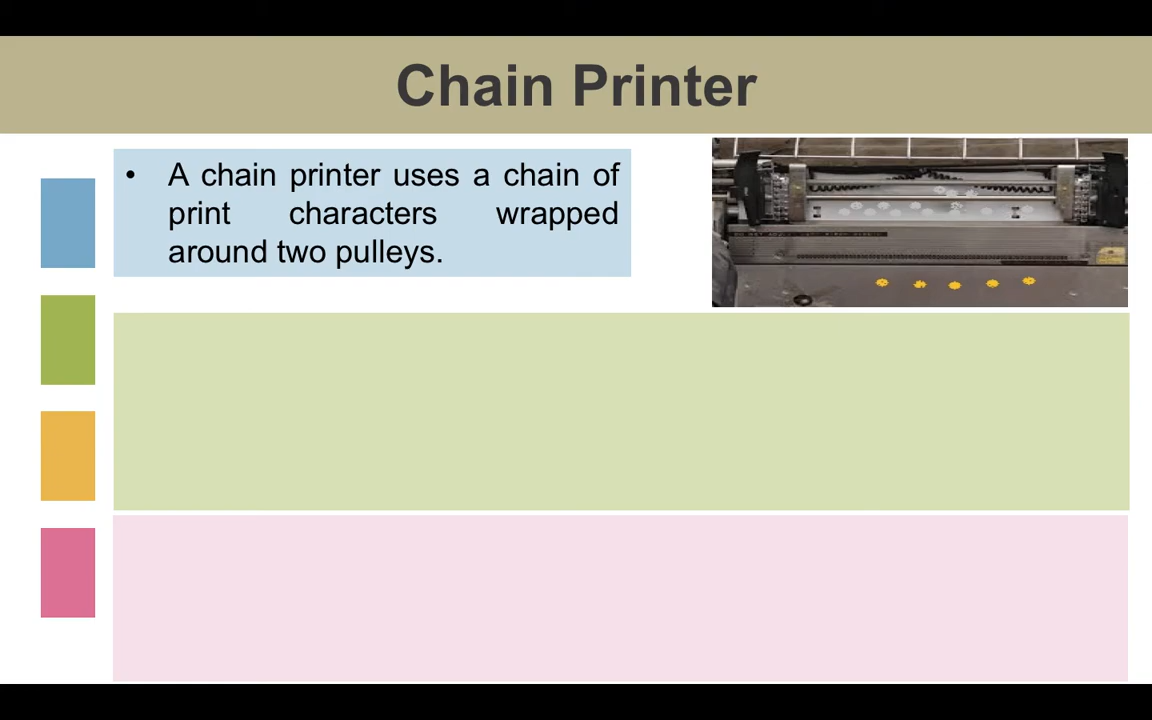 Chain Printer
• A chain printer uses a chain of
print characters wrapped
around two pulleys.